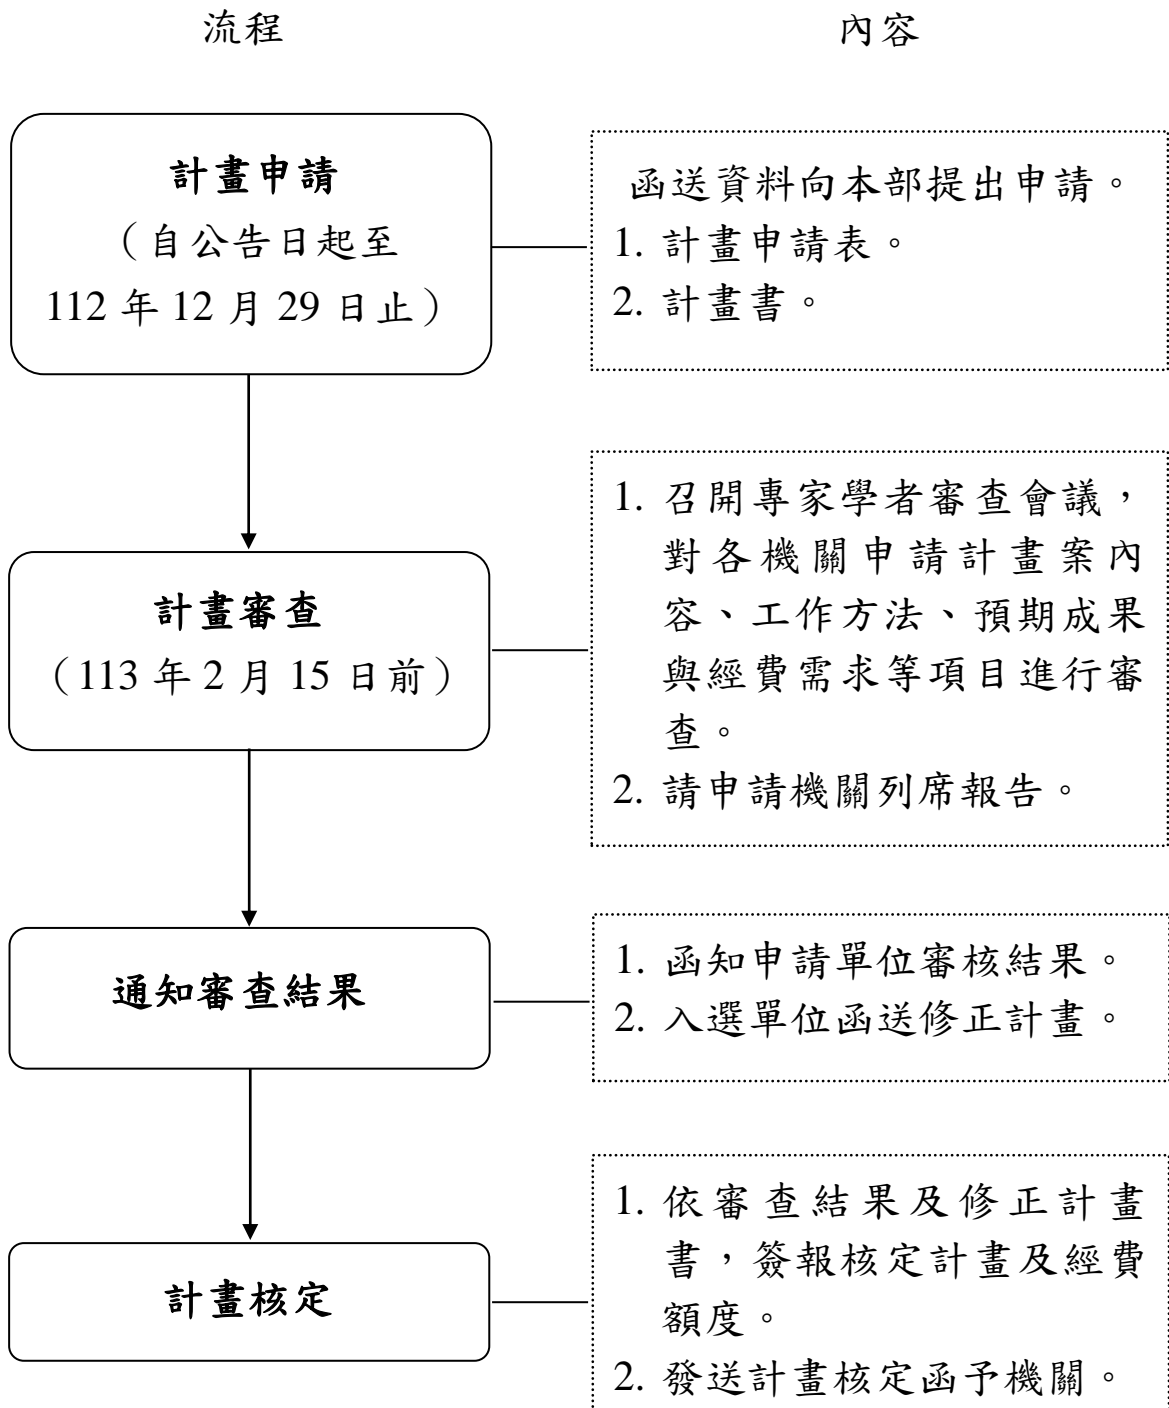 流程
內容
計畫申請
（自公告日起至
112 年 12 月 29 日止）
函送資料向本部提出申請。
1. 計畫申請表。
2. 計畫書。
計畫審查
（113 年 2 月 15 日前）
1. 召開專家學者審查會議，
對各機關申請計畫案內
容、工作方法、預期成果
與經費需求等項目進行審
查。
2. 請申請機關列席報告。
通知審查結果
1. 函知申請單位審核結果。
2. 入選單位函送修正計畫。
計畫核定
1. 依審查結果及修正計畫
書，簽報核定計畫及經費
額度。
2. 發送計畫核定函予機關。